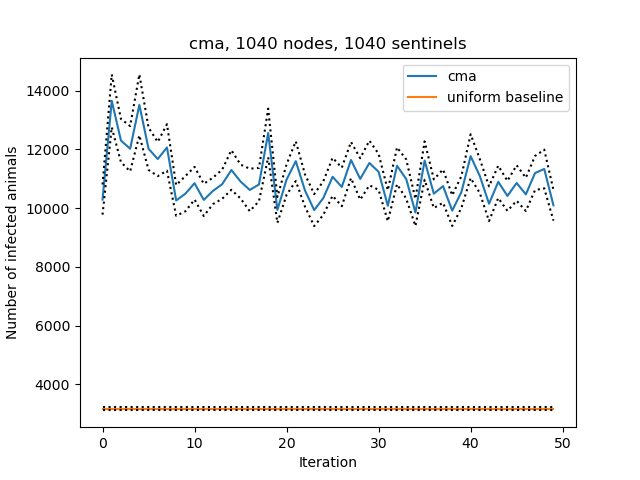 cma, 1040 nodes, 1040 sentinels
cma
uniform baseline
Number of infected animals
14000
12000
10000
8000
6000
4000
0 10 20 30 40 50
Iteration